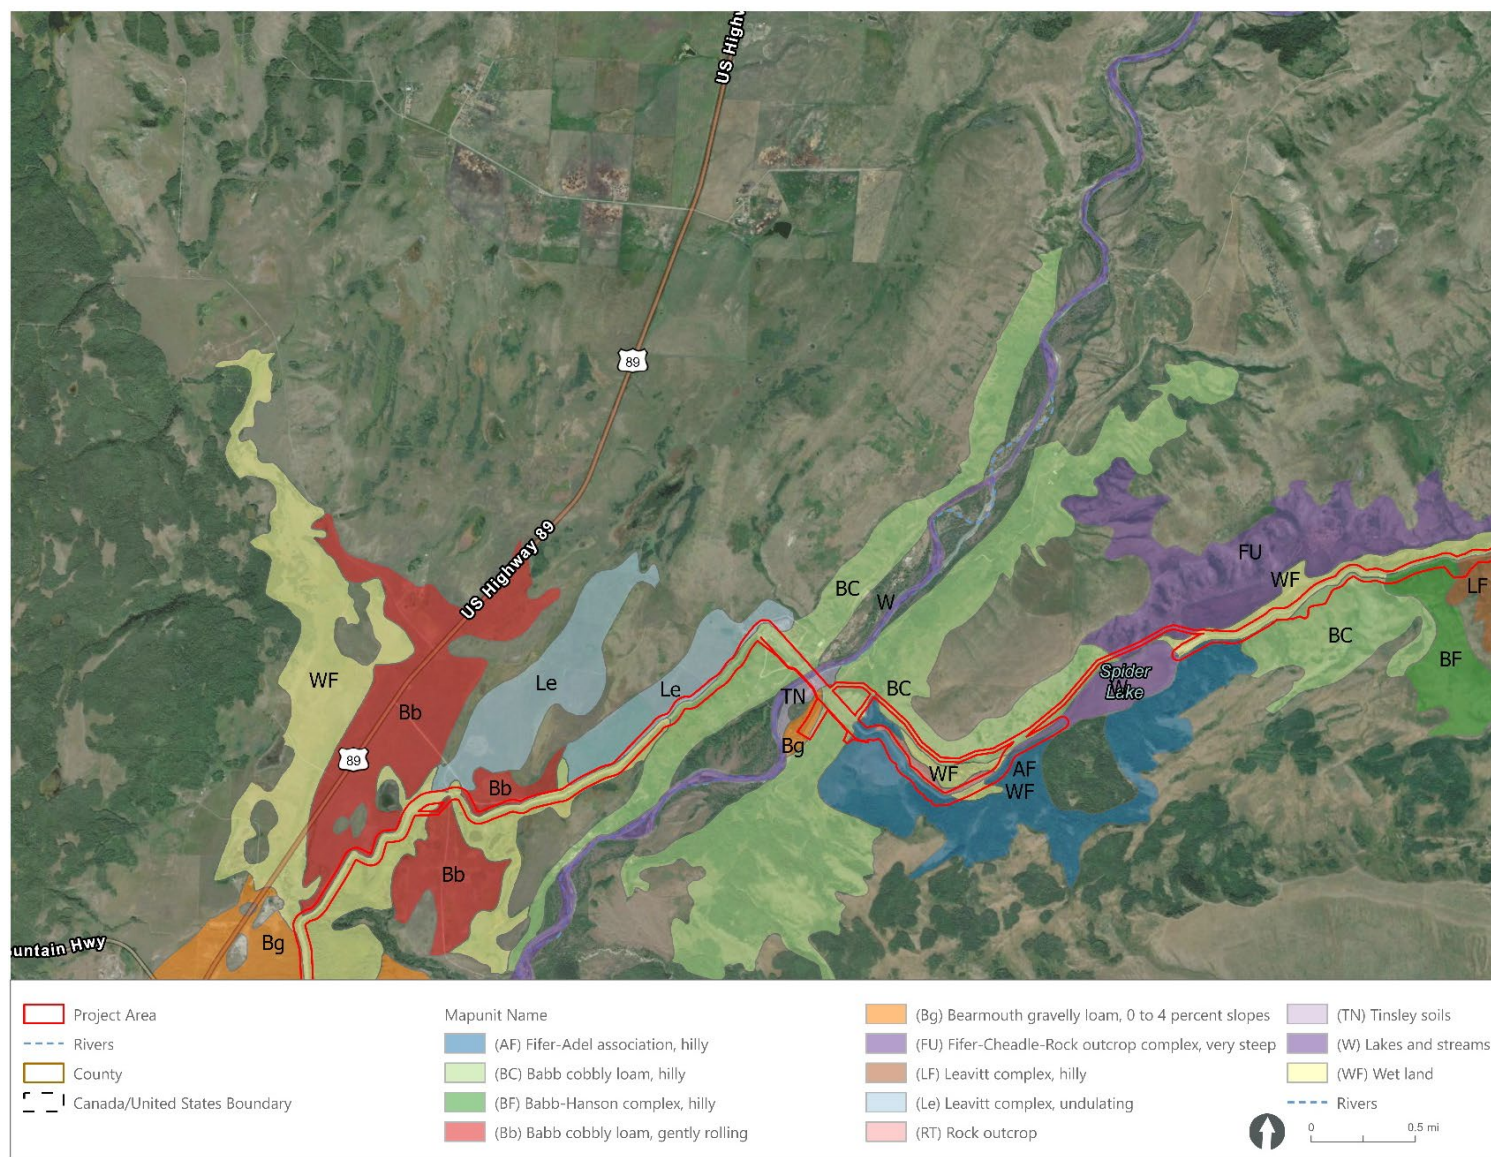 US High
89
US Highway 89
BC
W
FU
WF
LF
BC
WF
Le
Le
Spider
Lake
W
BF
Bb
TN
BC
Bg
89
WF
AF
WF
Bb
Bb
Bg
untain Hwy
Project Area
Rivers
County
Canada/United States Boundary
Mapunit Name
(AF) Fifer-Adel association, hilly
(BC) Babb cobbly loam, hilly
(BF) Babb-Hanson complex, hilly
(Bb) Babb cobbly loam, gently rolling
(Bg) Bearmouth gravelly loam, 0 to 4 percent slopes
(FU) Fifer-Cheadle-Rock outcrop complex, very steep
(LF) Leavitt complex, hilly
(Le) Leavitt complex, undulating
(RT) Rock outcrop
(TN) Tinsley soils
(W) Lakes and streams
(WF) Wet land
Rivers
0 0.5 mi